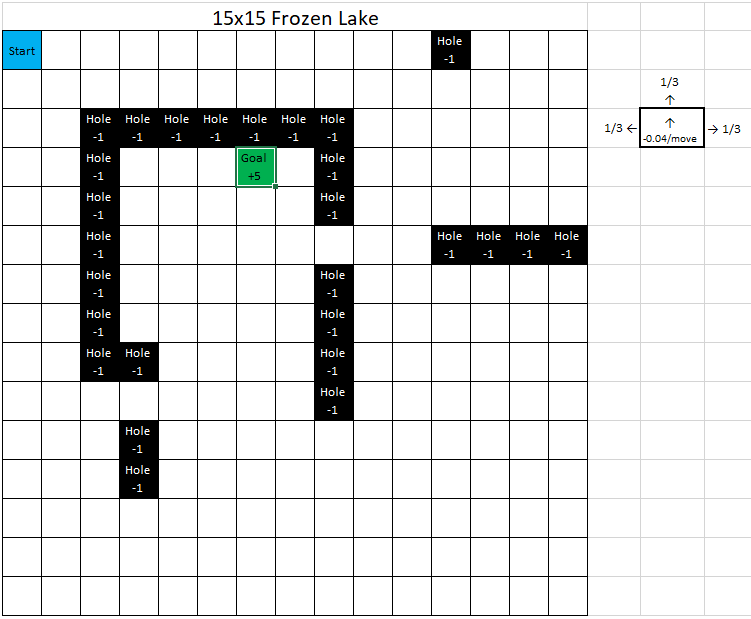 15x15 Frozen Lake
Start
Hole
-1
1/3
↑
1/3 ← ↑ → 1/3
-0.04/move
Hole Hole Hole Hole Hole Hole Hole
-1 -1 -1 -1 -1 -1 -1
Hole Goal Hole
-1 +5 -1
Hole Hole
-1 -1
Hole Hole Hole Hole Hole
-1 -1 -1 -1 -1
Hole Hole
-1 -1
Hole Hole
-1 -1
Hole Hole Hole
-1 -1 -1
Hole
-1
Hole
-1
Hole
-1